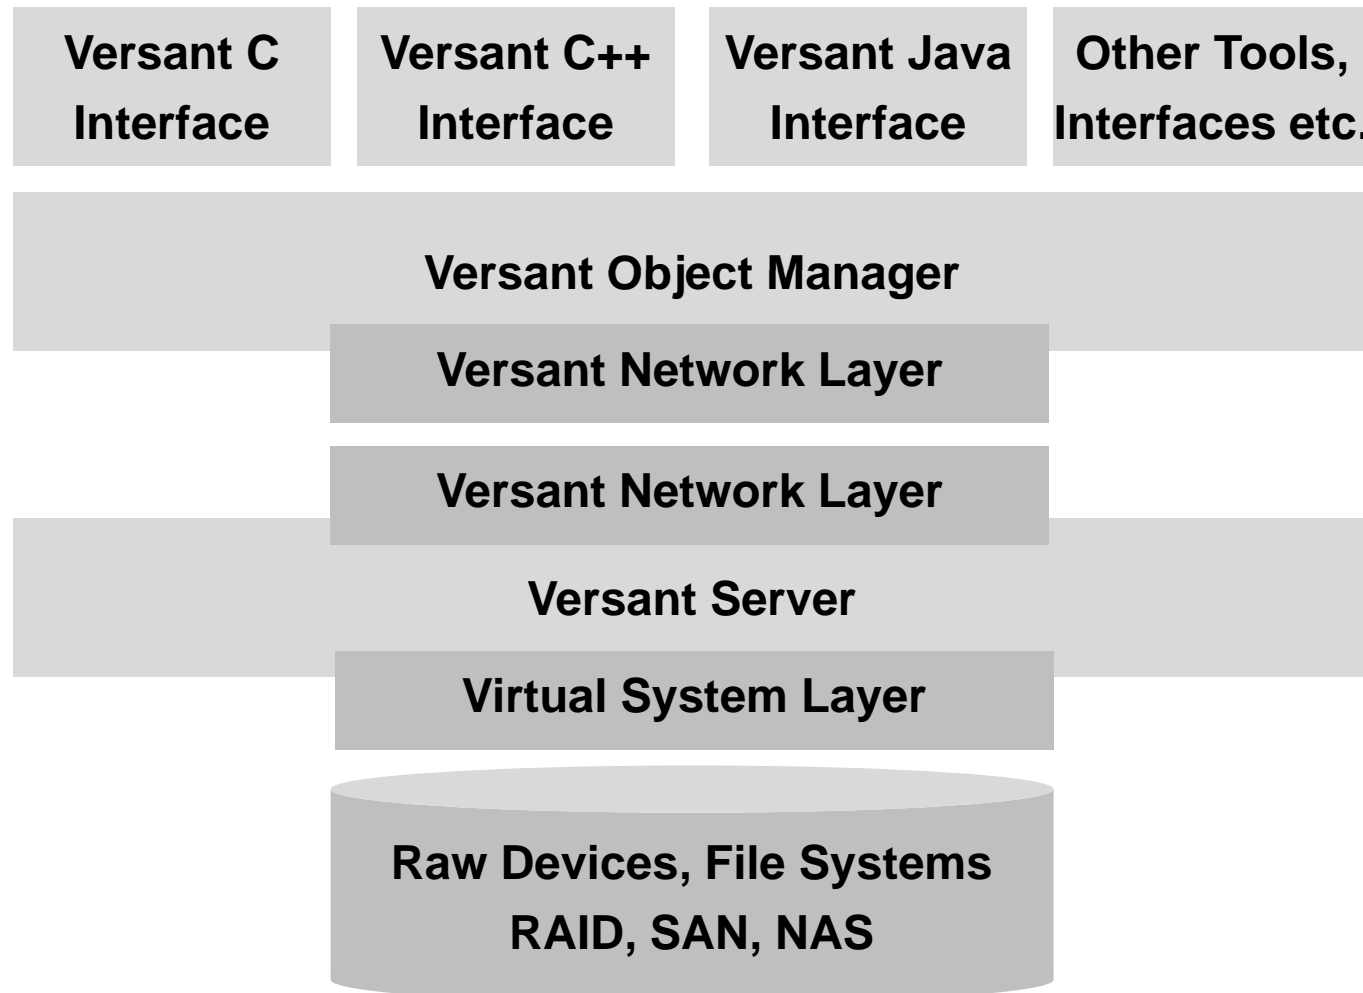 Versant C
Interface
Versant C++
Interface
Versant Java
Interface
Other Tools,
Interfaces etc.
Versant Object Manager
Versant Network Layer
Versant Network Layer
Versant Server
Virtual System Layer
Raw Devices, File Systems
RAID, SAN, NAS